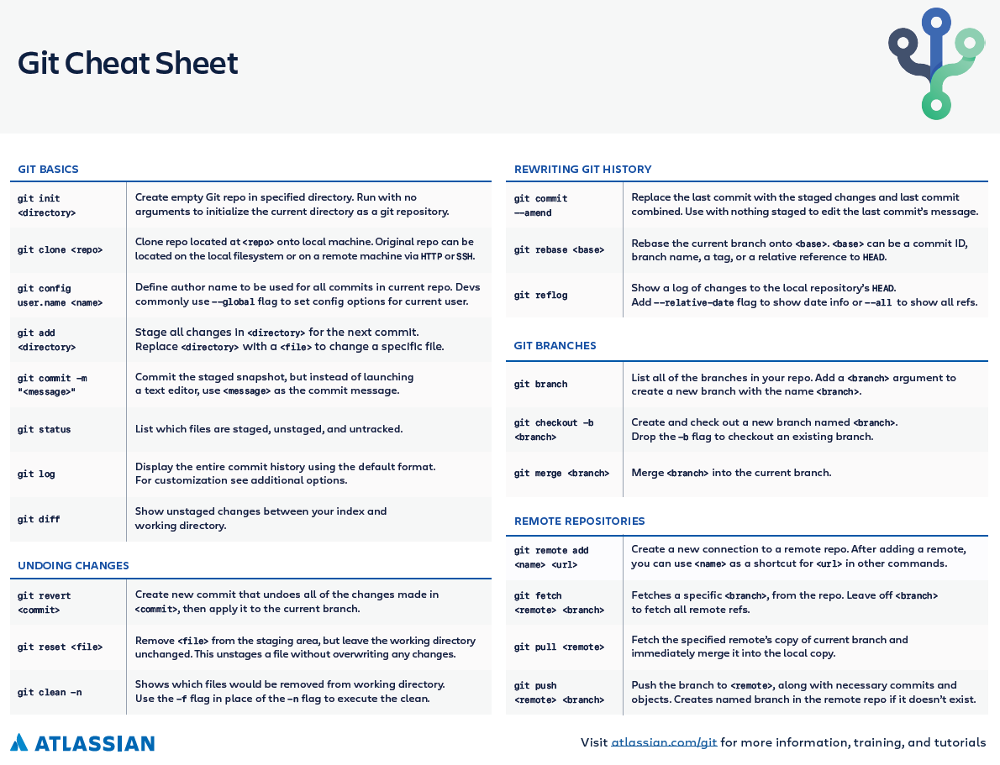 Git Cheat Sheet
GIT BASICS
git init
<directory>
Create empty Git repo in specified directory. Run with no
arguments to initialize the current directory as a git repository.
git clone <repo>
Clone repo located at <repo> onto local machine. Original repo can be
located on the local filesystem or on a remote machine via HTTP or SSH.
git config
user.name <name>
Define author name to be used for all commits in current repo. Devs
commonly use --global flag to set config options for current user.
git add
<directory>
Stage all changes in <directory> for the next commit.
Replace <directory> with a <file> to change a specific file.
git commit -m
"<message>"
Commit the staged snapshot, but instead of launching
a text editor, use <message> as the commit message.
git status
List which files are staged, unstaged, and untracked.
git log
Display the entire commit history using the default format.
For customization see additional options.
git diff
Show unstaged changes between your index and
working directory.
UNDOING CHANGES
git revert
<commit>
Create new commit that undoes all of the changes made in
<commit>, then apply it to the current branch.
git reset <file>
Remove <file> from the staging area, but leave the working directory
unchanged. This unstages a file without overwriting any changes.
git clean -n
Shows which files would be removed from working directory.
Use the -f flag in place of the -n flag to execute the clean.
REWRITING GIT HISTORY
git commit
--amend
Replace the last commit with the staged changes and last commit
combined. Use with nothing staged to edit the last commit's message.
git rebase <base>
Rebase the current branch onto <base>. <base> can be a commit ID,
branch name, a tag, or a relative reference to HEAD.
git reflog
Show a log of changes to the local repository's HEAD.
Add --relative-date flag to show date info or --all to show all refs.
GIT BRANCHES
git branch
List all of the branches in your repo. Add a <branch> argument to
create a new branch with the name <branch>.
git checkout -b
<branch>
Create and check out a new branch named <branch>.
Drop the -b flag to checkout an existing branch.
git merge <branch>
Merge <branch> into the current branch.
REMOTE REPOSITORIES
git remote add
<name> <url>
Create a new connection to a remote repo. After adding a remote,
you can use <name> as a shortcut for <url> in other commands.
git fetch
<remote> <branch>
Fetches a specific <branch>, from the repo. Leave off <branch>
to fetch all remote refs.
git pull <remote>
Fetch the specified remote's copy of current branch and
immediately merge it into the local copy.
git push
<remote> <branch>
Push the branch to <remote>, along with necessary commits and
objects. Creates named branch in the remote repo if it doesn't exist.
ATLASSIAN
Visit atlassian.com/git for more information, training, and tutorials